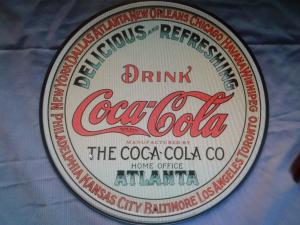 NEW YORK DALLAS ATLANTA NEW ORLEANS CHICAGO HAVANA WINNIPEG
DELICIOUS AND REFRESHING
DRINK
Coca-Cola
MANUFACTURED BY
THE COCA-COLA CO
HOME OFFICE
ATLANTA
PHILADELPHIA KANSAS CITY BALTIMORE LOS ANGELES TORONTO